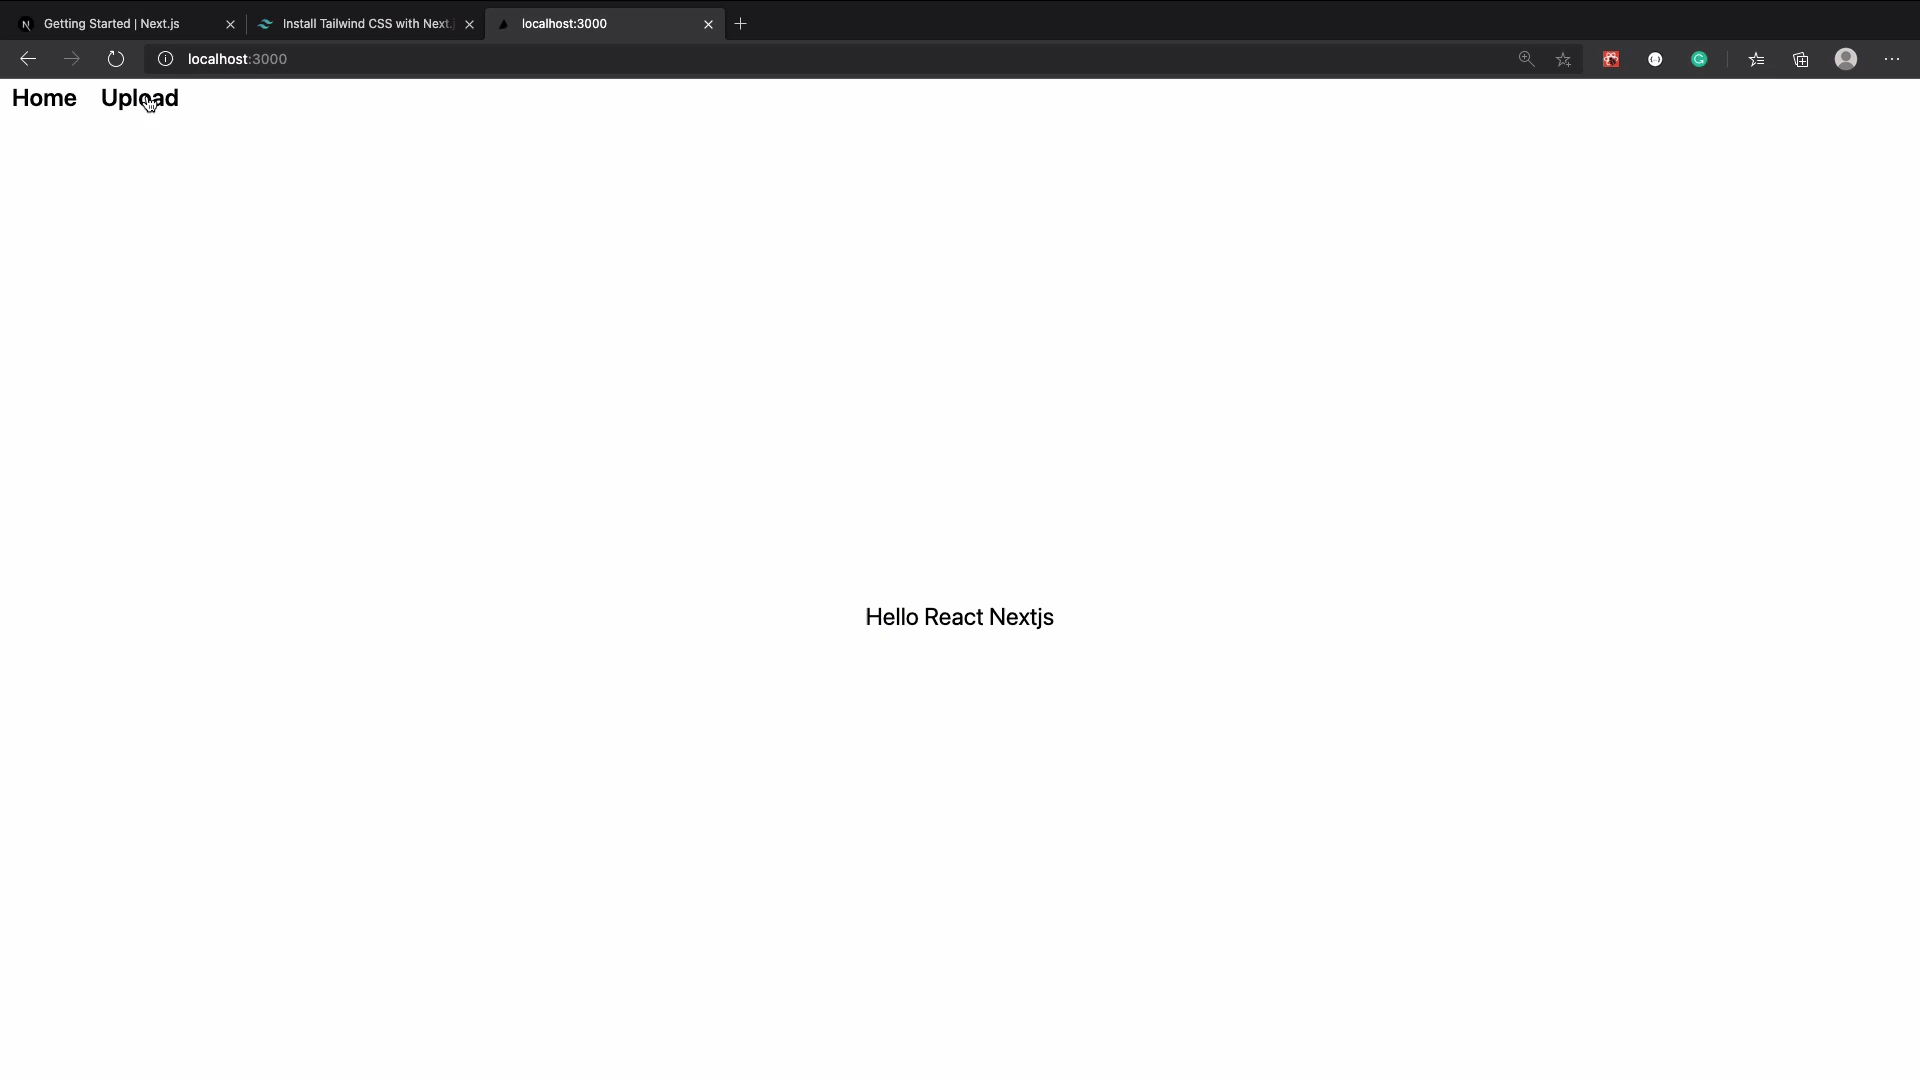 Getting Started | Next.js
Install Tailwind CSS with Next.j
localhost:3000
localhost:3000
Home Upload
Hello React Nextjs